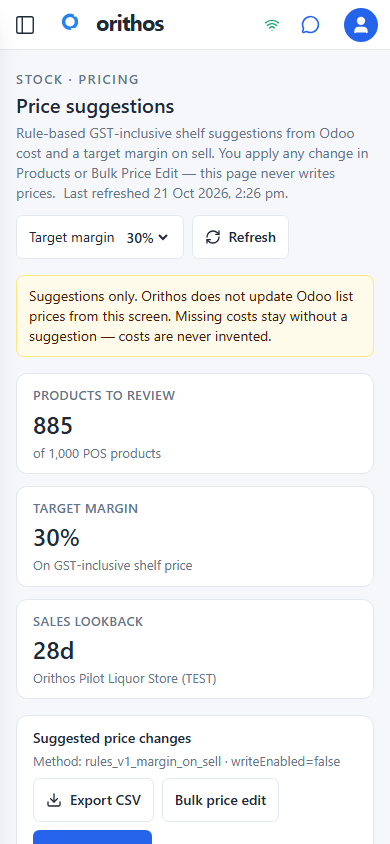 orithos
STOCK · PRICING
Price suggestions
Rule-based GST-inclusive shelf suggestions from Odoo
cost and a target margin on sell. You apply any change in
Products or Bulk Price Edit — this page never writes
prices. Last refreshed 21 Oct 2026, 2:26 pm.
Target margin 30% Refresh
Suggestions only. Orithos does not update Odoo list
prices from this screen. Missing costs stay without a
suggestion — costs are never invented.
PRODUCTS TO REVIEW
885
of 1,000 POS products
TARGET MARGIN
30%
On GST-inclusive shelf price
SALES LOOKBACK
28d
Orithos Pilot Liquor Store (TEST)
Suggested price changes
Method: rules_v1_margin_on_sell · writeEnabled=false
Export CSV Bulk price edit